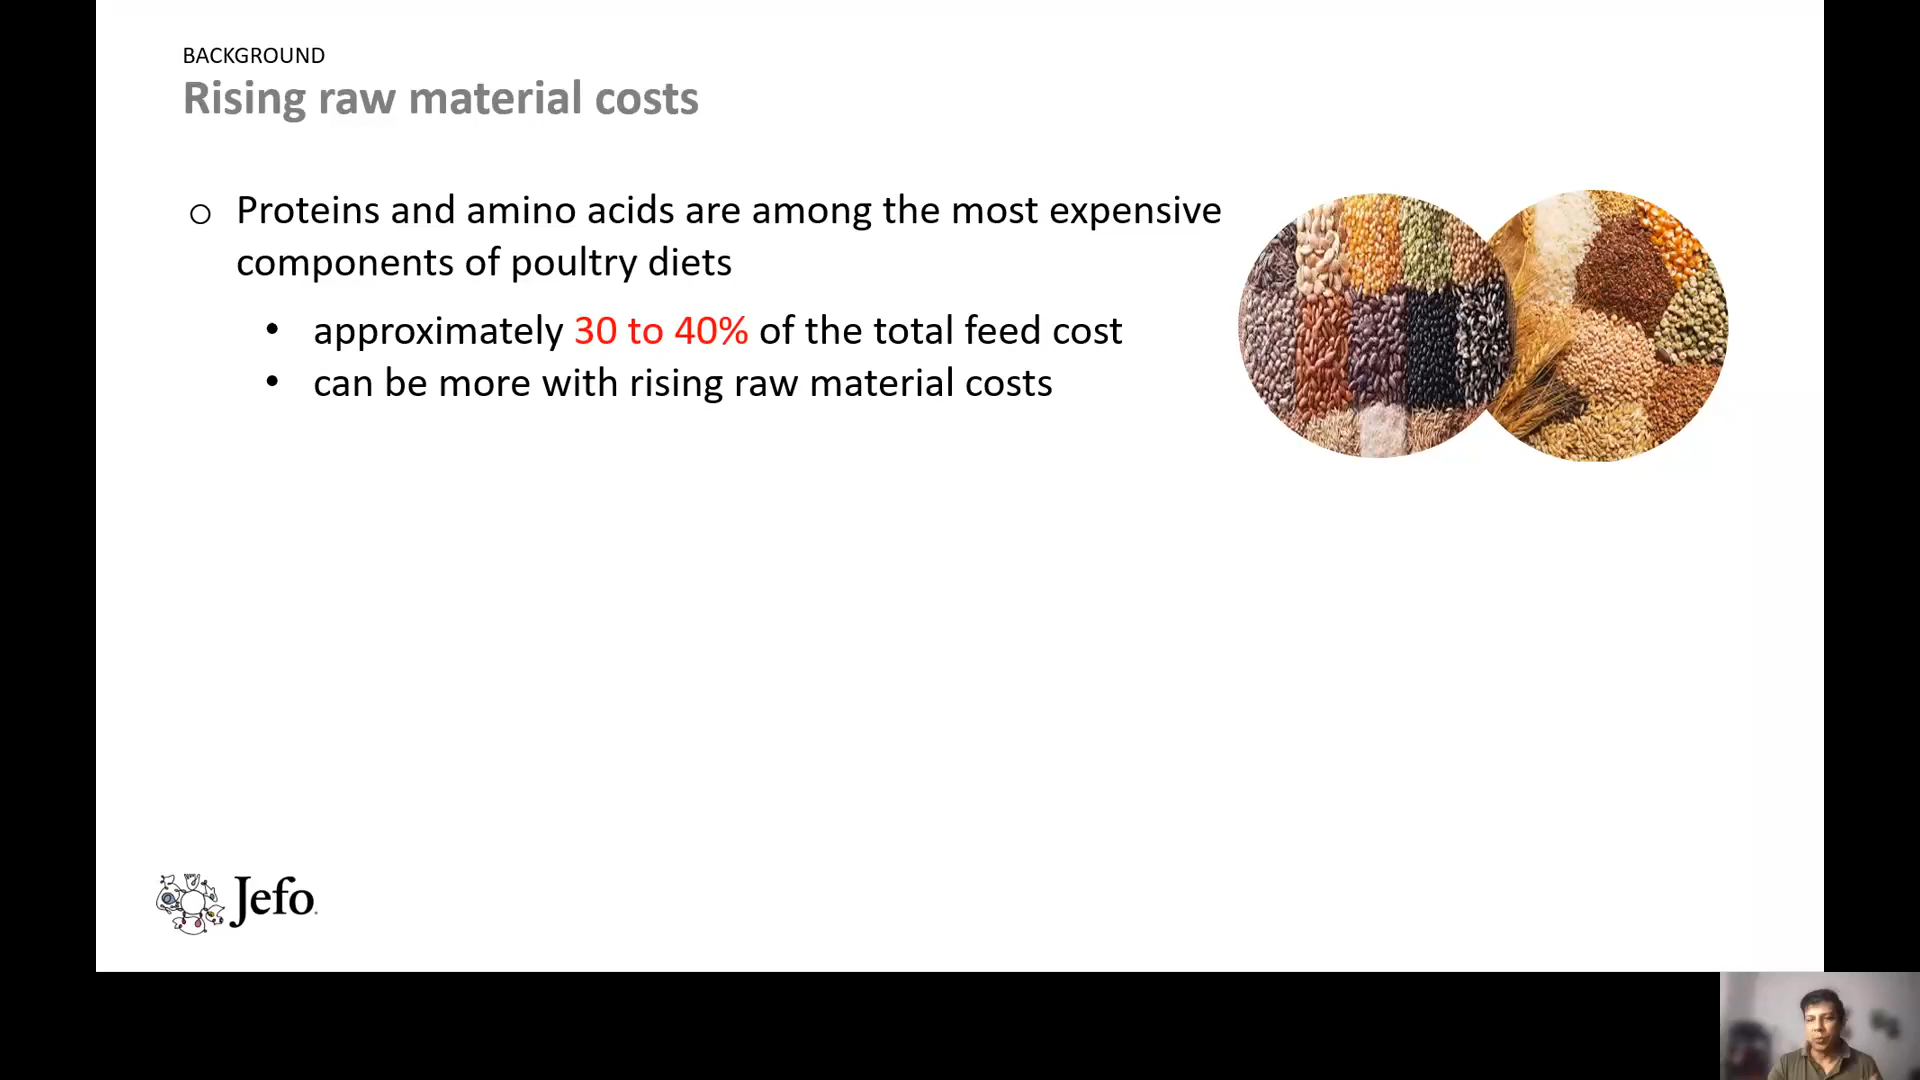 BACKGROUND
Rising raw material costs
o Proteins and amino acids are among the most expensive
components of poultry diets
• approximately 30 to 40% of the total feed cost
• can be more with rising raw material costs
Jefo